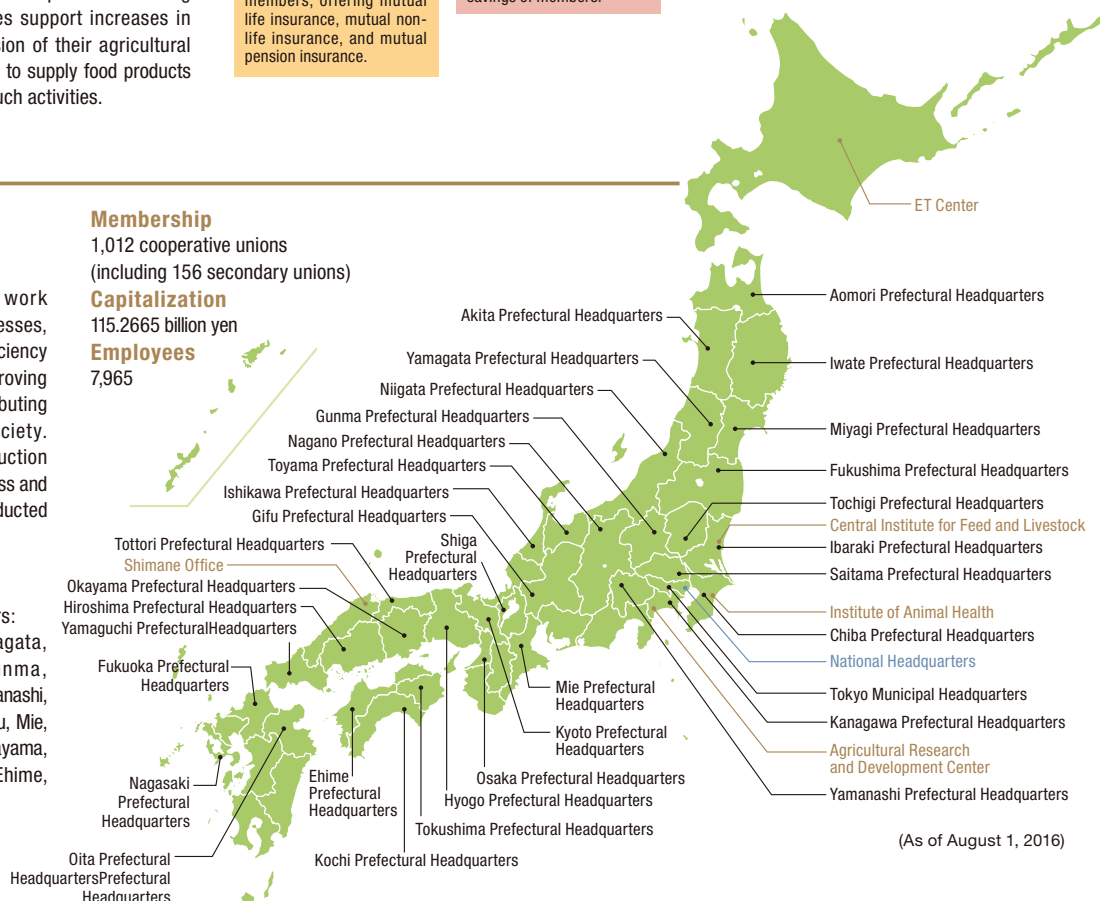 es support increases in
sion of their agricultural
to supply food products
uch activities.
members, offering mutual
life insurance, mutual non-
life insurance, and mutual
pension insurance.
savings of members.
ET Center
Membership
1,012 cooperative unions
(including 156 secondary unions)
Capitalization
115.2665 billion yen
Employees
7,965
work
esses,
ciency
roving
buting
ciety.
uction
ss and
ducted
rs:
agata,
nma,
anashi,
u, Mie,
ayama,
Ehime,
Aomori Prefectural Headquarters
Akita Prefectural Headquarters
Yamagata Prefectural Headquarters
Iwate Prefectural Headquarters
Niigata Prefectural Headquarters
Gunma Prefectural Headquarters
Miyagi Prefectural Headquarters
Nagano Prefectural Headquarters
Toyama Prefectural Headquarters
Fukushima Prefectural Headquarters
Ishikawa Prefectural Headquarters
Tochigi Prefectural Headquarters
Gifu Prefectural Headquarters
Central Institute for Feed and Livestock
Shiga
Prefectural
Headquarters
Tottori Prefectural Headquarters
Ibaraki Prefectural Headquarters
Shimane Office
Saitama Prefectural Headquarters
Okayama Prefectural Headquarters
Hiroshima Prefectural Headquarters
Institute of Animal Health
Yamaguchi PrefecturalHeadquarters
Chiba Prefectural Headquarters
Fukuoka Prefectural
Headquarters
National Headquarters
Mie Prefectural
Headquarters
Tokyo Municipal Headquarters
Kanagawa Prefectural Headquarters
Kyoto Prefectural
Headquarters
Agricultural Research
and Development Center
Osaka Prefectural Headquarters
Nagasaki
Prefectural
Headquarters
Ehime
Prefectural
Headquarters
Yamanashi Prefectural Headquarters
Hyogo Prefectural Headquarters
Tokushima Prefectural Headquarters
(As of August 1, 2016)
Kochi Prefectural Headquarters
Oita Prefectural
HeadquartersPrefectural
Headquarters